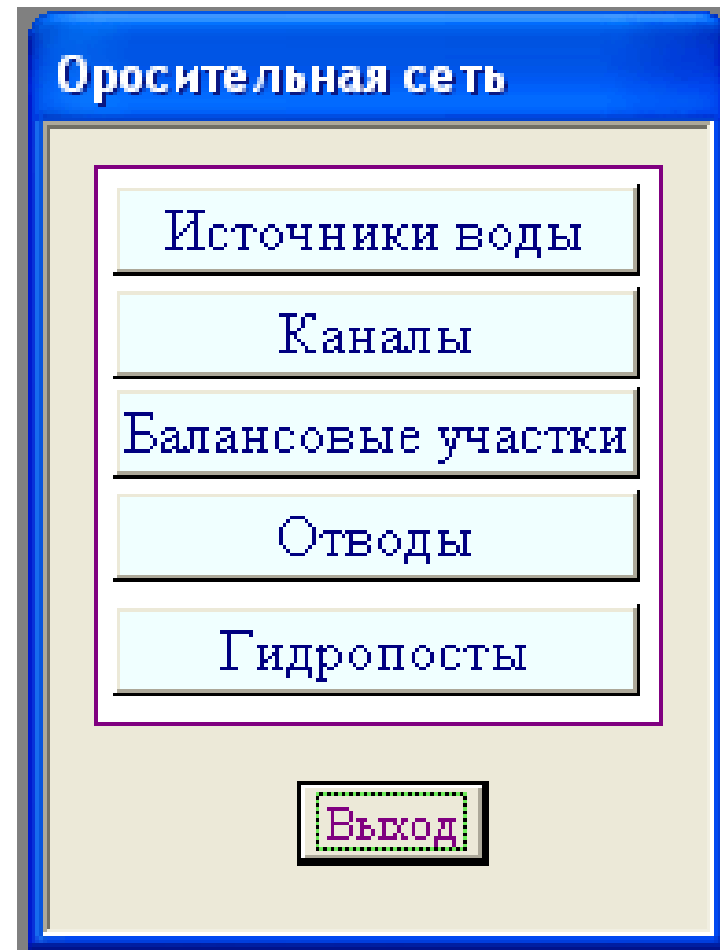 Оросительная сеть
Источники воды
Каналы
Балансовые участки
Отводы
Гидропосты
Выход